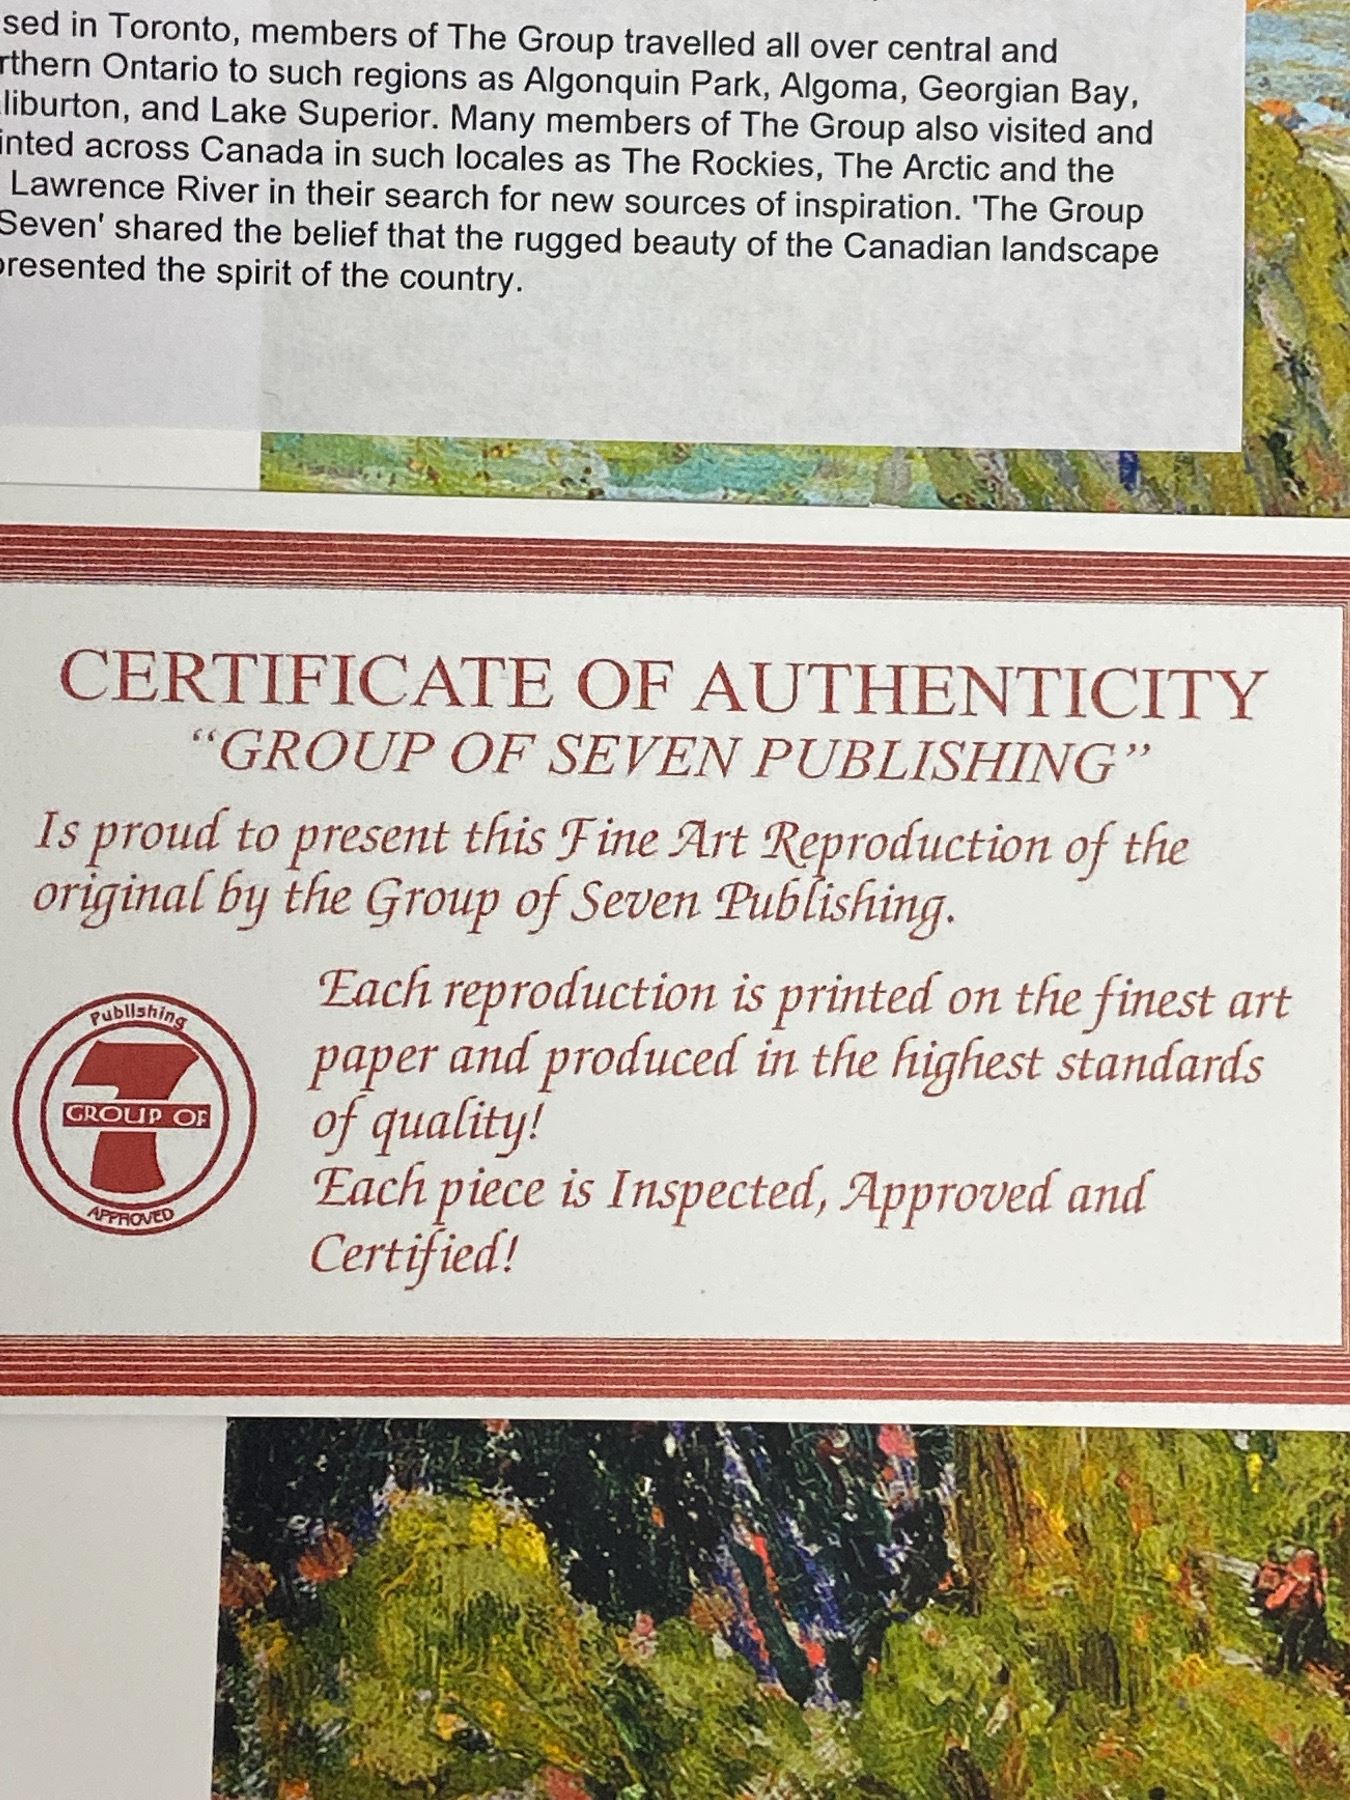 sed in Toronto, members of The Group travelled all over central and
rthern Ontario to such regions as Algonquin Park, Algoma, Georgian Bay,
liburton, and Lake Superior. Many members of The Group also visited and
inted across Canada in such locales as The Rockies, The Arctic and the
Lawrence River in their search for new sources of inspiration. 'The Group
Seven' shared the belief that the rugged beauty of the Canadian landscape
presented the spirit of the country.
CERTIFICATE OF AUTHENTICITY
“GROUP OF SEVEN PUBLISHING”
Is proud to present this Fine Art Reproduction of the
original by the Group of Seven Publishing.
Each reproduction is printed on the finest art
paper and produced in the highest standards
of quality!
Each piece is Inspected, Approved and
Certified!
Publishing
7
GROUP OF
APPROVED